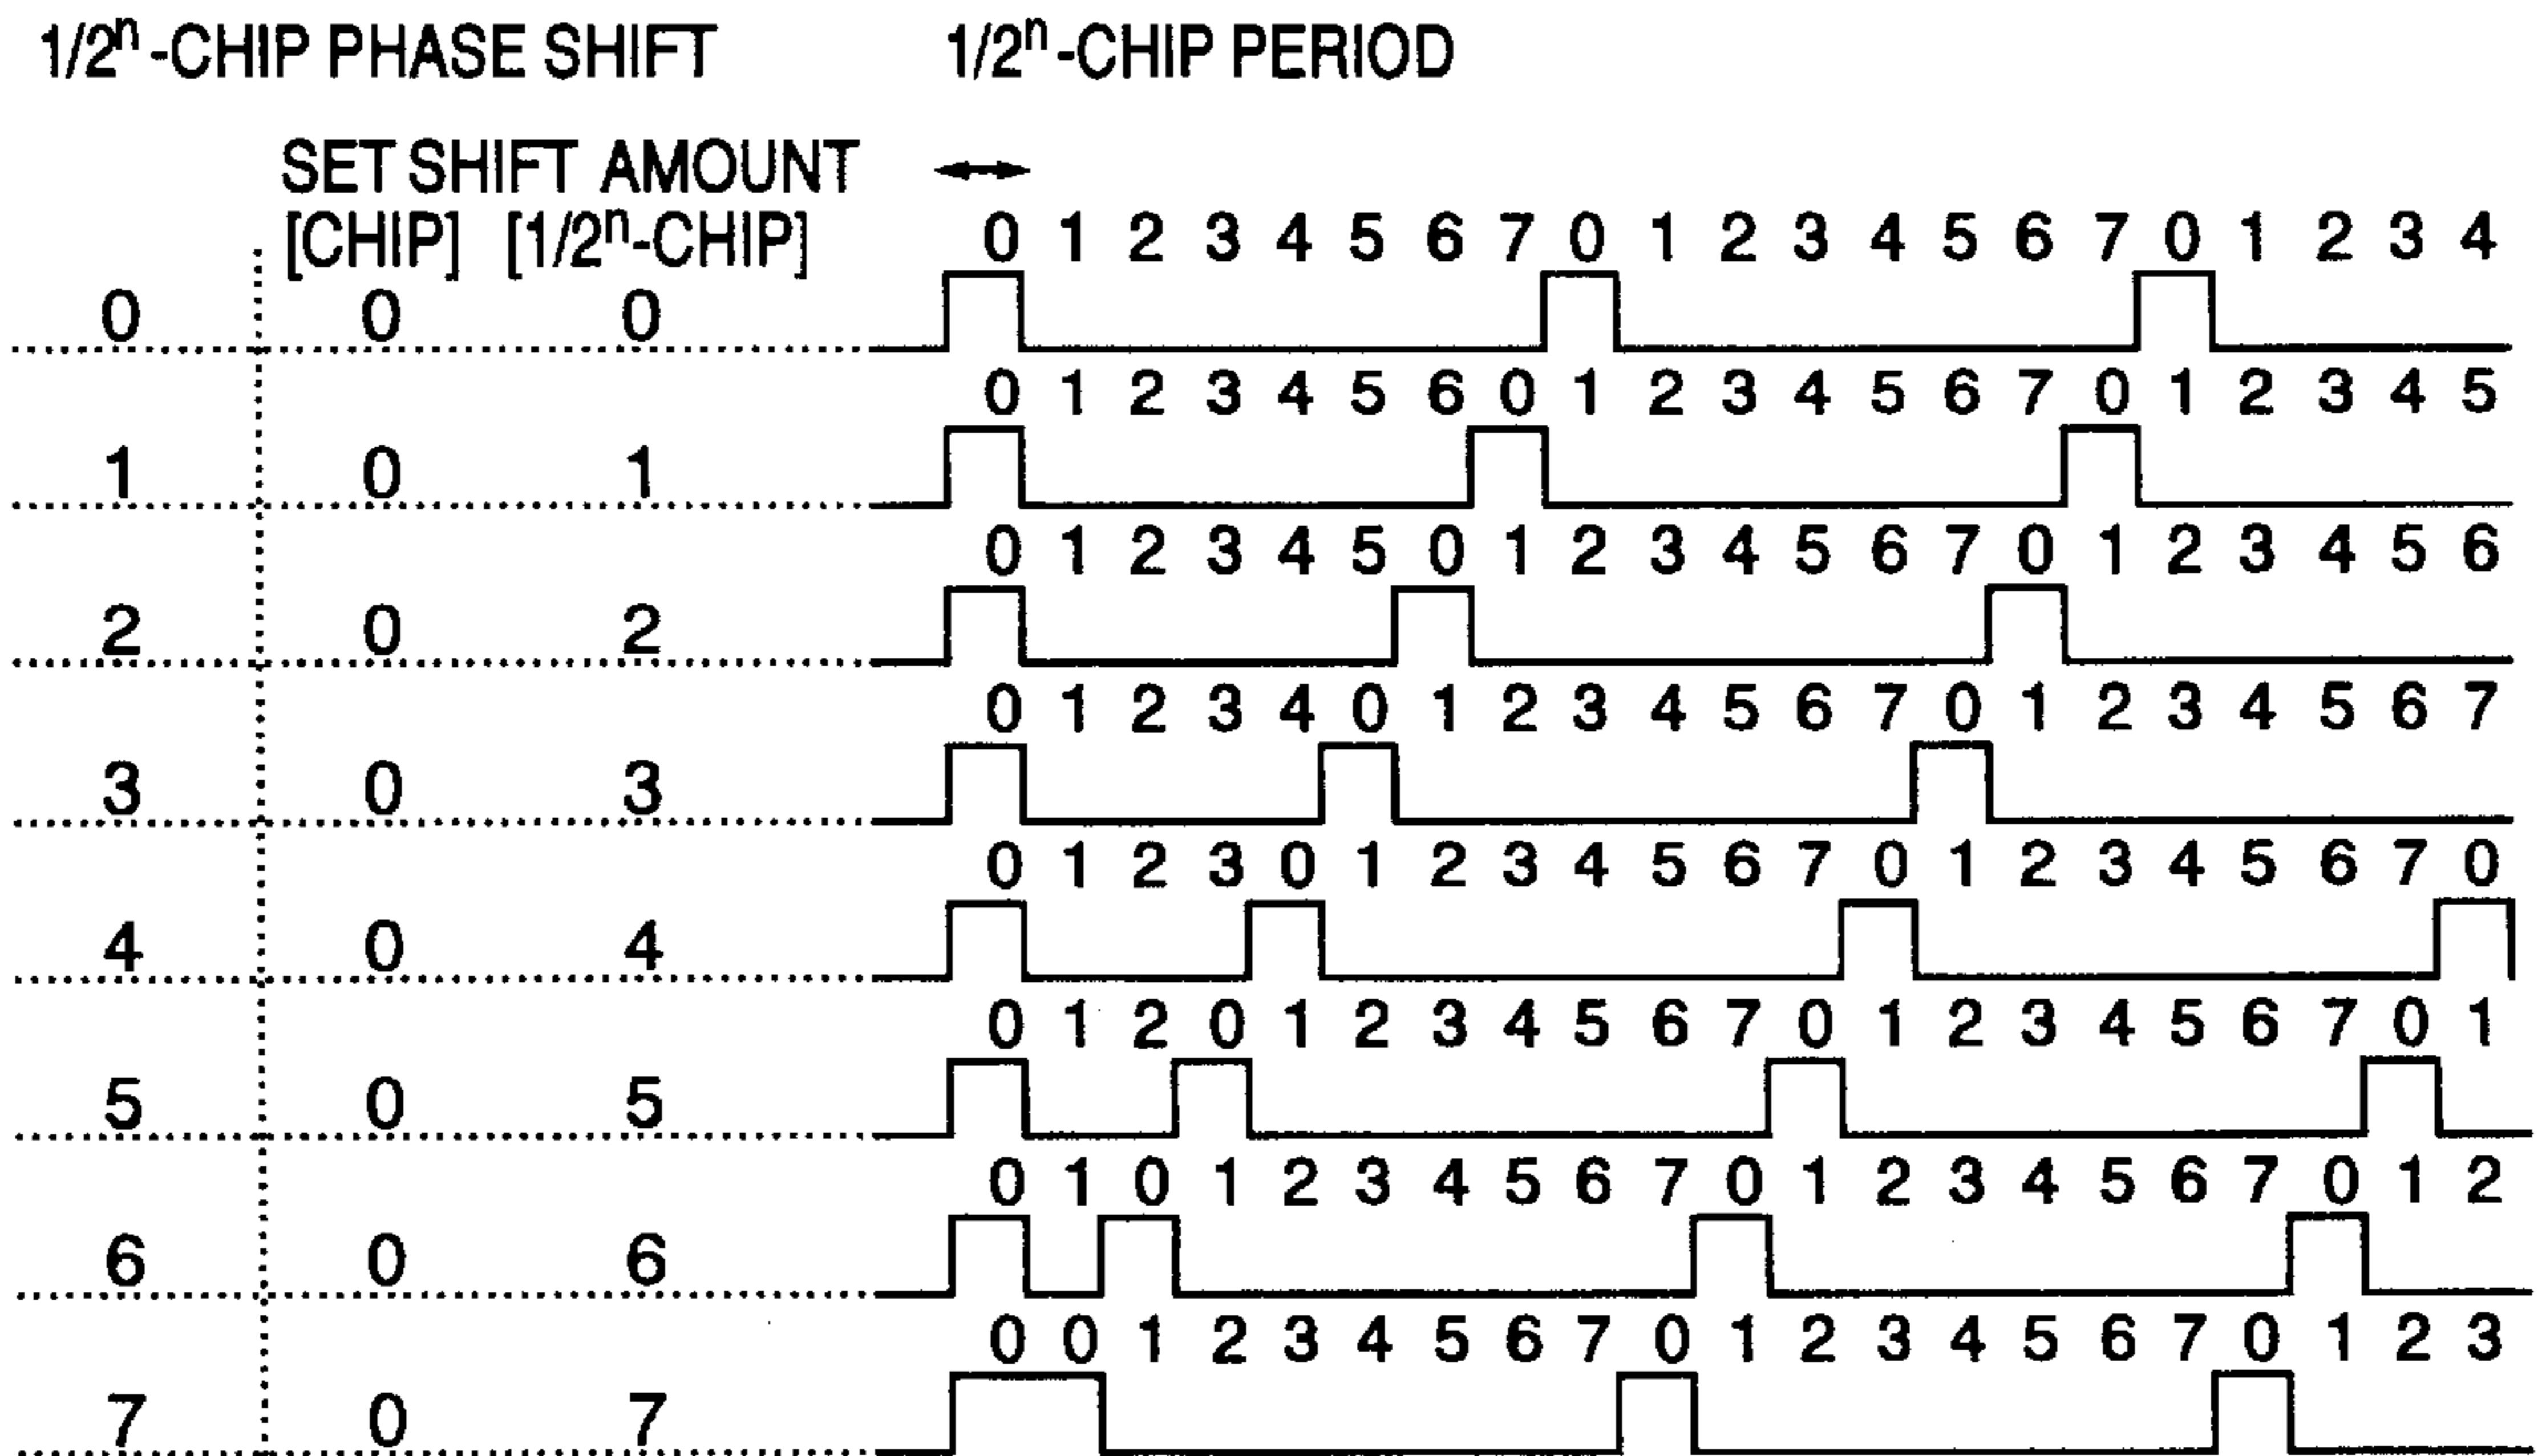 1/2ⁿ-CHIP PHASE SHIFT 1/2ⁿ-CHIP PERIOD
SET SHIFT AMOUNT
[CHIP] [1/2ⁿ-CHIP] 0 1 2 3 4 5 6 7 0 1 2 3 4 5 6 7 0 1 2 3 4
0 0 0
0 1 2 3 4 5 6 0 1 2 3 4 5 6 7 0 1 2 3 4 5
1 0 1
0 1 2 3 4 5 0 1 2 3 4 5 6 7 0 1 2 3 4 5 6
2 0 2
0 1 2 3 4 0 1 2 3 4 5 6 7 0 1 2 3 4 5 6 7
3 0 3
0 1 2 3 0 1 2 3 4 5 6 7 0 1 2 3 4 5 6 7 0
4 0 4
0 1 2 0 1 2 3 4 5 6 7 0 1 2 3 4 5 6 7 0 1
5 0 5
0 1 0 1 2 3 4 5 6 7 0 1 2 3 4 5 6 7 0 1 2
6 0 6
0 0 1 2 3 4 5 6 7 0 1 2 3 4 5 6 7 0 1 2 3
7 0 7